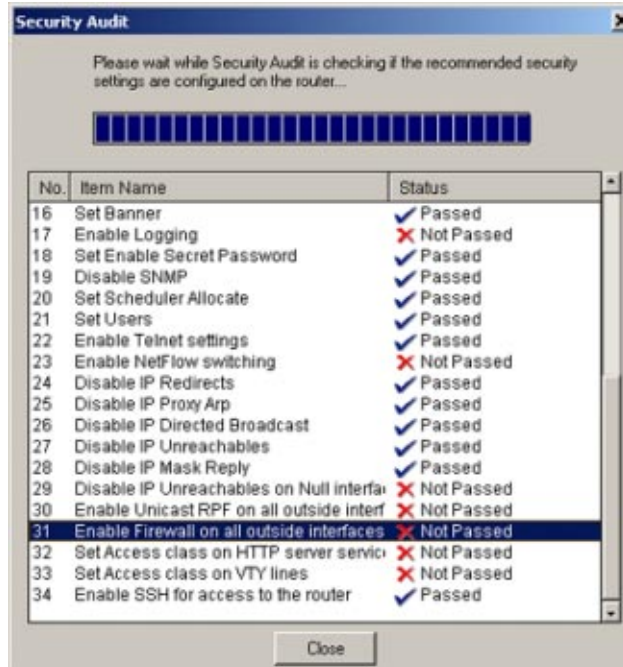 Security Audit
Please wait while Security Audit is checking if the recommended security
settings are configured on the router...
No. Item Name Status
16 Set Banner Passed
17 Enable Logging Not Passed
18 Set Enable Secret Password Passed
19 Disable SNMP Passed
20 Set Scheduler Allocate Passed
21 Set Users Passed
22 Enable Telnet settings Passed
23 Enable NetFlow switching Not Passed
24 Disable IP Redirects Passed
25 Disable IP Proxy Arp Passed
26 Disable IP Directed Broadcast Passed
27 Disable IP Unreachables Passed
28 Disable IP Mask Reply Passed
29 Disable IP Unreachables on Null interfa Not Passed
30 Enable Unicast RPF on all outside interf Not Passed
31 Enable Firewall on all outside interfaces Not Passed
32 Set Access class on HTTP server servic Not Passed
33 Set Access class on VTY lines Not Passed
34 Enable SSH for access to the router Passed
Close